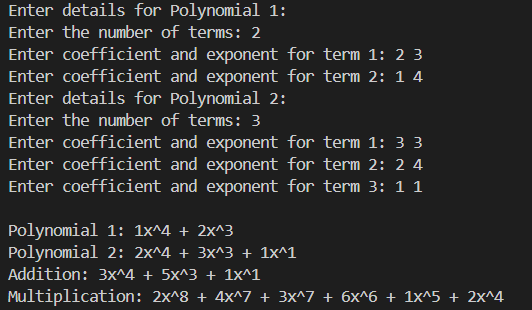 Enter details for Polynomial 1:
Enter the number of terms: 2
Enter coefficient and exponent for term 1: 2 3
Enter coefficient and exponent for term 2: 1 4
Enter details for Polynomial 2:
Enter the number of terms: 3
Enter coefficient and exponent for term 1: 3 3
Enter coefficient and exponent for term 2: 2 4
Enter coefficient and exponent for term 3: 1 1
Polynomial 1: 1x^4 + 2x^3
Polynomial 2: 2x^4 + 3x^3 + 1x^1
Addition: 3x^4 + 5x^3 + 1x^1
Multiplication: 2x^8 + 4x^7 + 3x^7 + 6x^6 + 1x^5 + 2x^4